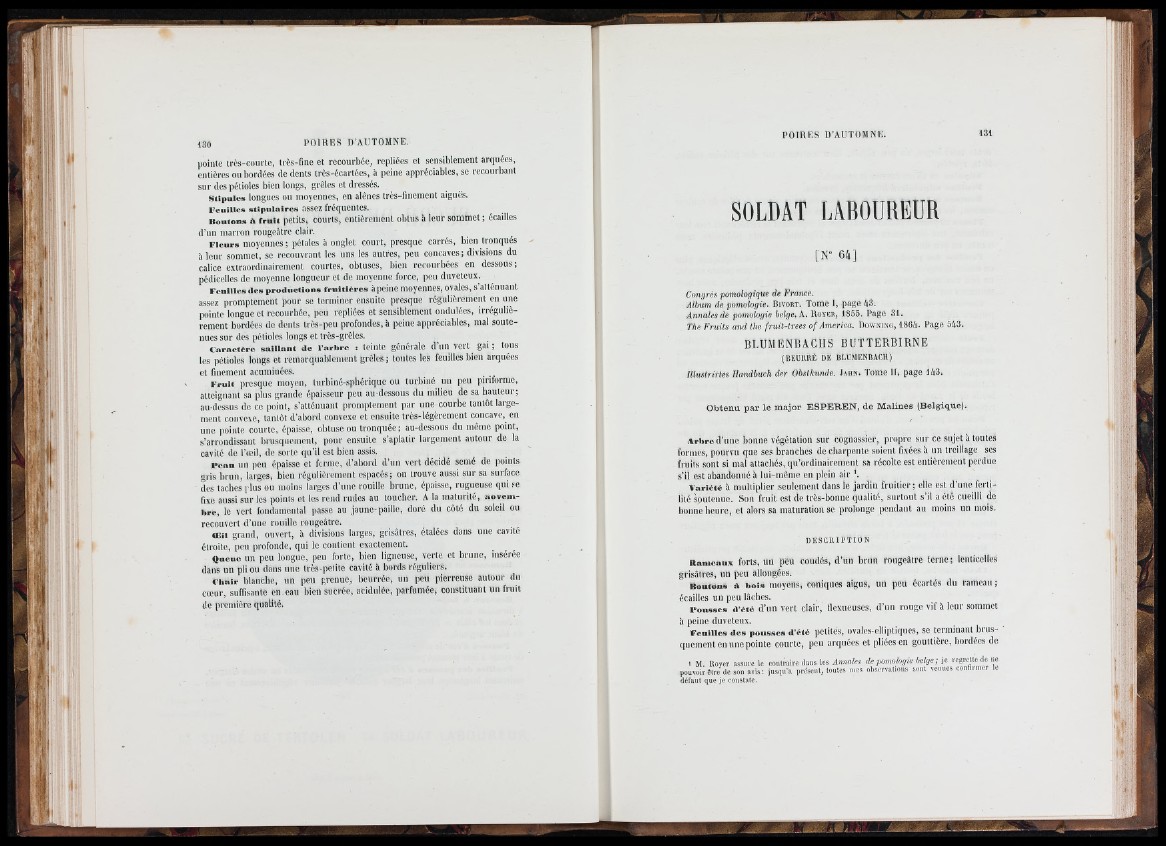 130 POIRES D'AUTOMNE.
pointe très-courte, très-fine et recourbée, repliées et sensiblement arquées,
entières ou bordées de dents très-écartées, à peine appréciables, se recourbant
sur des pétioles bien longs, grêles et dressés.
Stipules longues ou moyennes, en alênes très-finement aiguës.
Feuilles stipulaires assez fréquentes.
Boutons à fruit petits, courts, entièrement obtus à leur sommet ; écailles
d'un marron rougeâtre clair.
Fleurs moyennes ; pétales à onglet court, presque carrés, bien tronqués
à leur sommet, se recouvrant les uns les autres, peu concaves ; divisions du
calice extraordinairement courtes, obtuses, bien recourbées en dessous ;
pédicelles de moyenne longueur et de moyenne force, peu duveteux.
Feuilles des productions fruitières à peine moyennes, ovales, s'atténuant
assez promptement pour se terminer ensuite presque régulièrement en une
pointe longue et recourbée, peu repliées et sensiblement ondulées, irréguliè-
rement bordées de dents très-peu profondes, à peine appréciables, mal soute-
nues sur des pétioles longs et très-grêles.
Caractère saillant de l'arbre : teinte générale d'un vert gai ; tous
les pétioles longs et remarquablement grêles ; toutes les feuilles bien arquées
et finement acuminées.
Fruit presque moyen, turbiné-sphérique ou turbiné un peu piriforme,
atteignant sa plus grande épaisseur peu au-dessous du milieu de sa hauteur ;
au-dessus de ce point, s'atténuant promptement par une courbe tantôt large-
ment convexe, tantôt d'abord convexe et ensuite très-légèrement concave, en
une pointe courte, épaisse, obtuse ou tronquée ; au-dessous du même point,
s'arrondissant brusquement, pour ensuite s'aplatir largement autour de la
cavité de l'œil, de sorte qu'il est bien assis.
Peau un peu épaisse et ferme, d'abord d'un vert décidé semé de points
gris brun, larges, bien régulièrement espacés ; on trouve aussi sur sa surface
des taches plus ou moins larges d'une rouille brune, épaisse, rugueuse qui se
fixe aussi sur les points et les rend rudes au toucher. A la maturité, novem-
bre, le vert fondamental passe au jaune-paille, doré du côté du soleil ou
recouvert d'une rouille rougeâtre.
Œil grand, ouvert, à divisions larges, grisâtres, étalées dans une cavité
étroite, peu profonde, qui le contient exactement.
Queue un peu longue, peu forte, bien ligneuse, verte et brune, insérée
dans un pli ou dans une très-petite cavité à bords réguliers.
Chair blanche, un peu grenue, beurrée, un peu pierreuse autour du
cœur, suffisante en eau bien sucrée, acidulée, parfumée, constituant un fruit
de première qualité.
POIRES D'AUTOMNE. 131
SOLDAT LABOUREUR
[N° 64]
Congrès pomologique de France.
Album de pomologie. BIVORT. Tome I, page 43.
Annales de pomologie belge, A. ROYER, 1855. Page 31.
The Fruits and the fruit-trees of America. DOWNING, 1864. Page 543.
BLUMENBACHS BUTTERBIRNE
(BEURRÉ DE BLUMENBACH)
Illustrirtes Handbuch der Obstkunde. JAHN. Tome II, page 143.
Obtenu par le major ESPEREN, de Malines (Belgique).
Arbre d'une bonne végétation sur cognassier, propre sur ce sujet à toutes
formes, pourvu que ses branches de charpente soient fixées à un treillage ses
fruits sont si mal attachés, qu'ordinairement sa récolte est entièrement perdue
s'il est abandonné à lui-même en plein air ¹.
Variété à multiplier seulement dans le jardin fruitier ; elle est d'une ferti-
lité soutenue. Son fruit est de très-bonne qualité, surtout s'il a été cueilli de
bonne heure, et alors sa maturation se prolonge pendant au moins un mois.
DESCRIPTION
Rameaux forts, un peu coudés, d'un brun rougeâtre terne ; lenticelles
grisâtres, un peu allongées.
Boutons à bois moyens, coniques aigus, un peu écartés du rameau ;
écailles un peu lâches.
Pousses d'été d'un vert clair, flexueuses, d'un rouge vif à leur sommet
à peine duveteux.
Feuilles des pousses d'été petites, ovales-elliptiques, se terminant brus-
quement en une pointe courte, peu arquées et pliées en gouttière, bordées de
¹ M. Royer assure le contraire dans les Annales de pomologie belge ; je regrette de ne
pouvoir être de son avis : jusqu'à présent, toutes mes observations sont venues confirmer le
défaut que je constate.